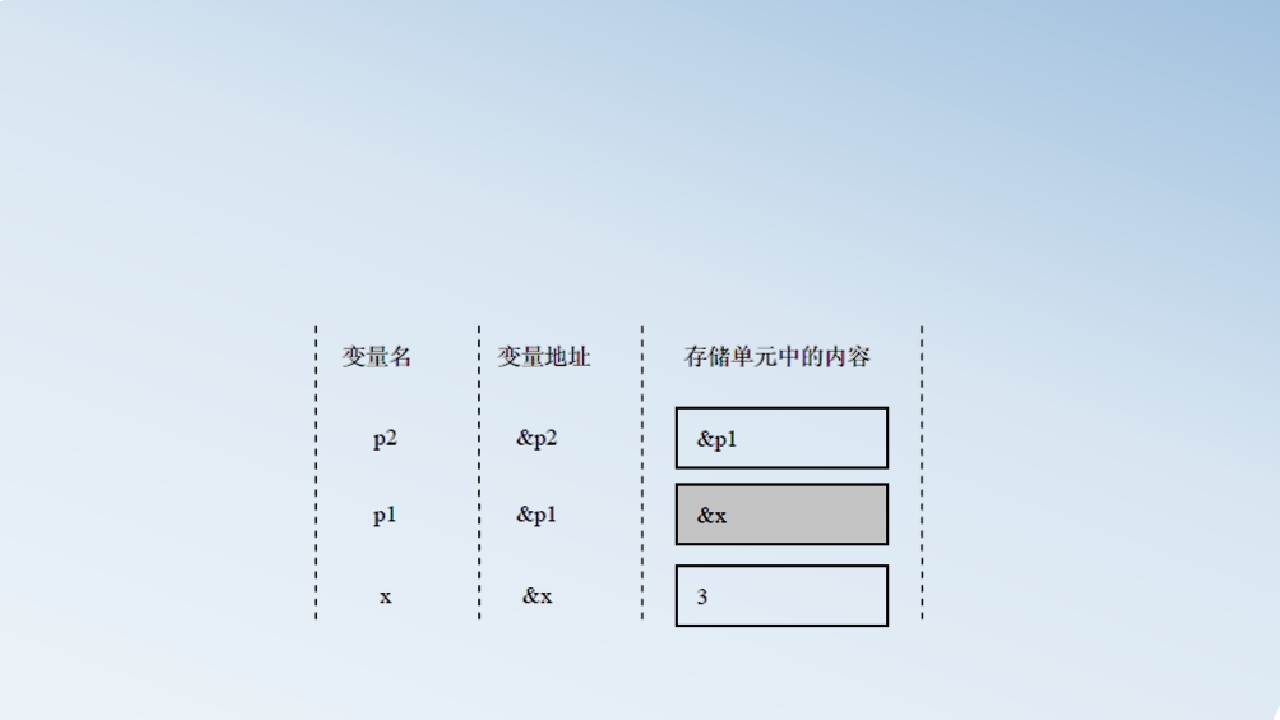 变量名 变量地址 存储单元中的内容
p2 &p2 &p1
p1 &p1 &x
x &x 3